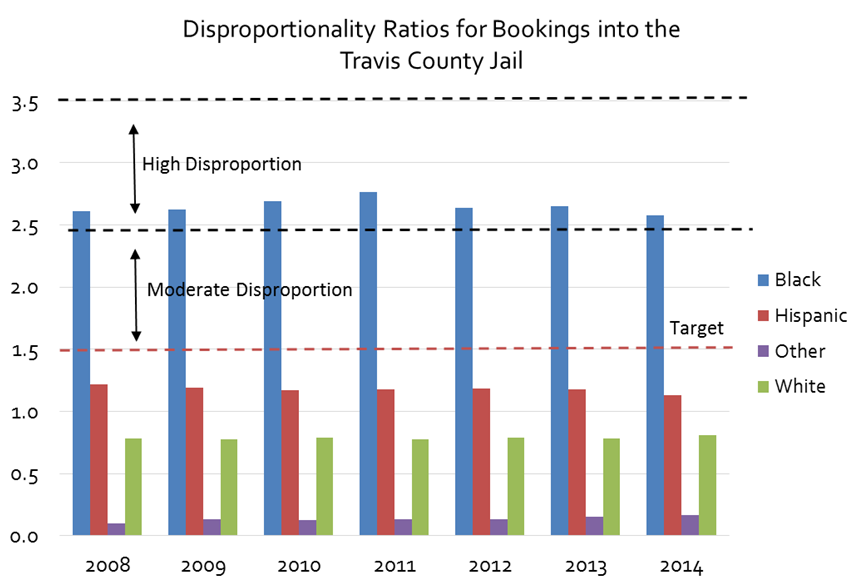 Disproportionality Ratios for Bookings into the
Travis County Jail
3.5
High Disproportion
3.0
2.5
Moderate Disproportion
2.0
Target
1.5
1.0
0.5
0.0
2008 2009 2010 2011 2012 2013 2014
Black
Hispanic
Other
White